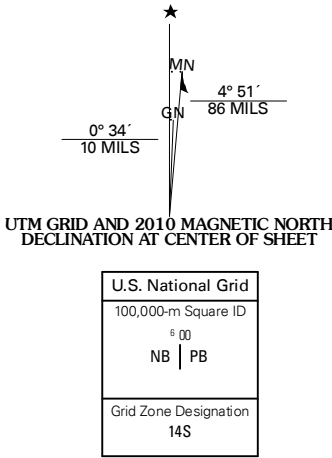 MN
4° 51´
86 MILS
GN
0° 34´
10 MILS
UTM GRID AND 2010 MAGNETIC NORTH
DECLINATION AT CENTER OF SHEET
U.S. National Grid
100,000-m Square ID
6 00
NB PB
Grid Zone Designation
14S